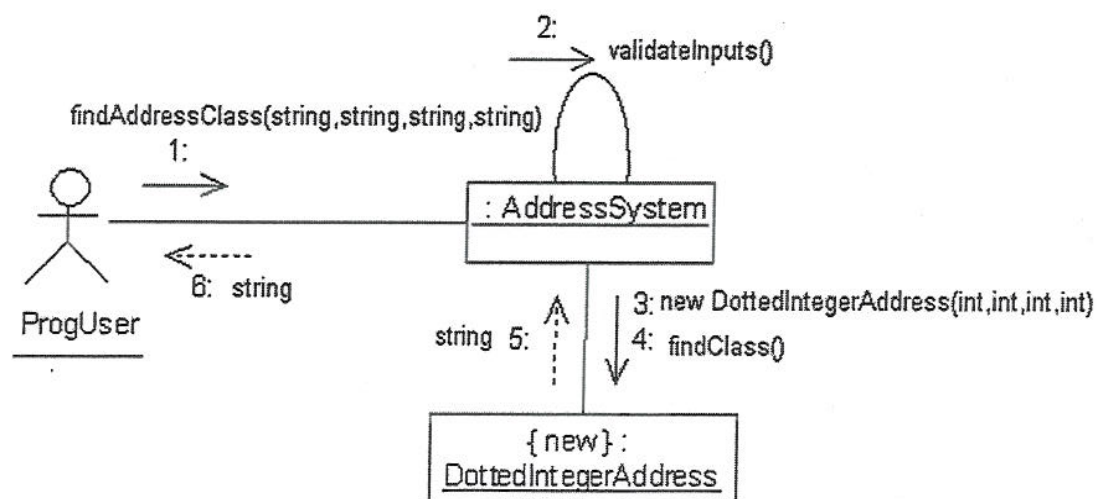 2:
validateInputs()
findAddressClass(string,string,string,string)
1:
: AddressSystem
6: string
ProgUser
string 5:
3: new DottedIntegerAddress(int,int,int,int)
4: findClass()
{new} :
DottedIntegerAddress